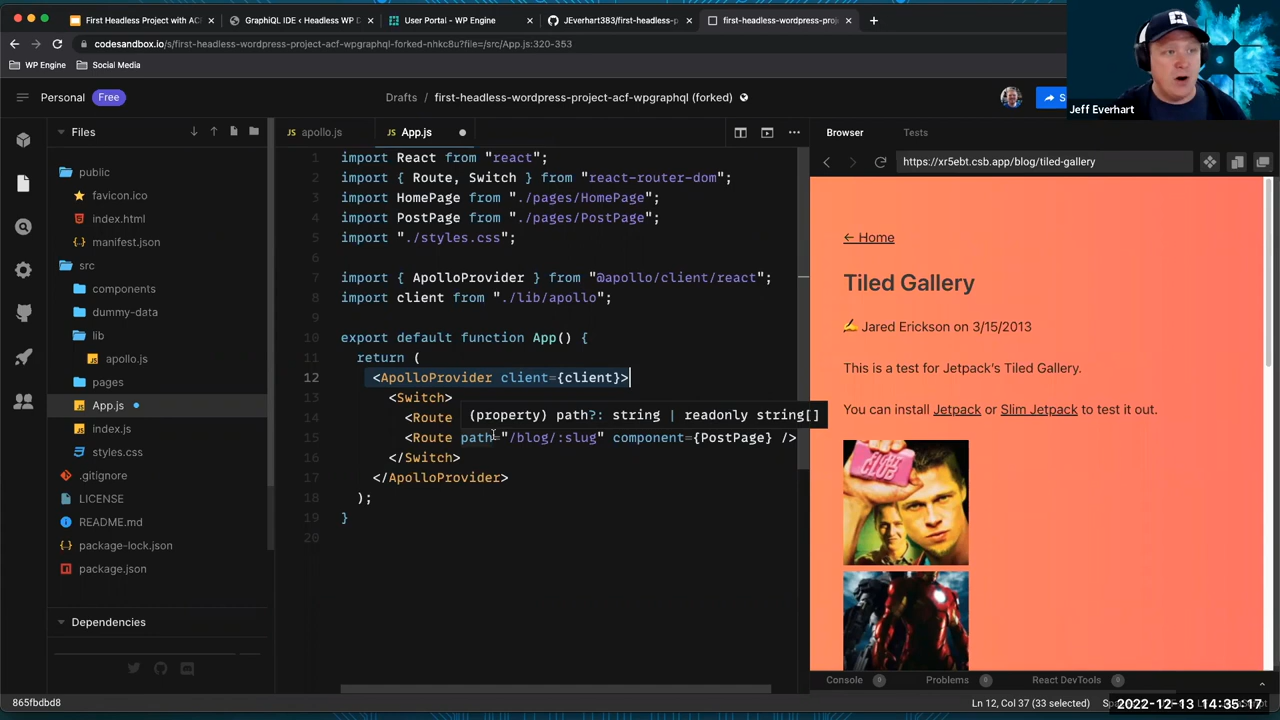 First Headless Project with ACF
GraphiQL IDE ‹ Headless WP D
User Portal - WP Engine
JEverhart383/first-headless-p
first-headless-wordpress-proj
codesandbox.io/s/first-headless-wordpress-project-acf-wpgraphql-forked-nhkc8u?file=/src/App.js:320-353
WP Engine
Social Media
Jeff Everhart
Personal
Free
Drafts / first-headless-wordpress-project-acf-wpgraphql (forked)
S
Files
public
favicon.ico
index.html
manifest.json
src
components
dummy-data
lib
apollo.js
pages
App.js
index.js
styles.css
.gitignore
LICENSE
README.md
package-lock.json
package.json
Dependencies
865fbdbd8
apollo.js
App.js
1 import React from "react";
2 import { Route, Switch } from "react-router-dom";
3 import HomePage from "./pages/HomePage";
4 import PostPage from "./pages/PostPage";
5 import "./styles.css";
6
7 import { ApolloProvider } from "@apollo/client/react";
8 import client from "./lib/apollo";
9
10 export default function App() {
11 return (
12 <ApolloProvider client={client}>
13 <Switch>
14 <Route
(property) path?: string | readonly string[]
15 <Route path="/blog/:slug" component={PostPage} />
16 </Switch>
17 </ApolloProvider>
18 );
19 }
20
Browser
Tests
https://xr5ebt.csb.app/blog/tiled-gallery
← Home
Tiled Gallery
✍ Jared Erickson on 3/15/2013
This is a test for Jetpack's Tiled Gallery.
You can install Jetpack or Slim Jetpack to test it out.
FIGHT
CLUB
Console 0
Problems 0
React DevTools 0
Ln 12, Col 37 (33 selected)
2022-12-13 14:35:17